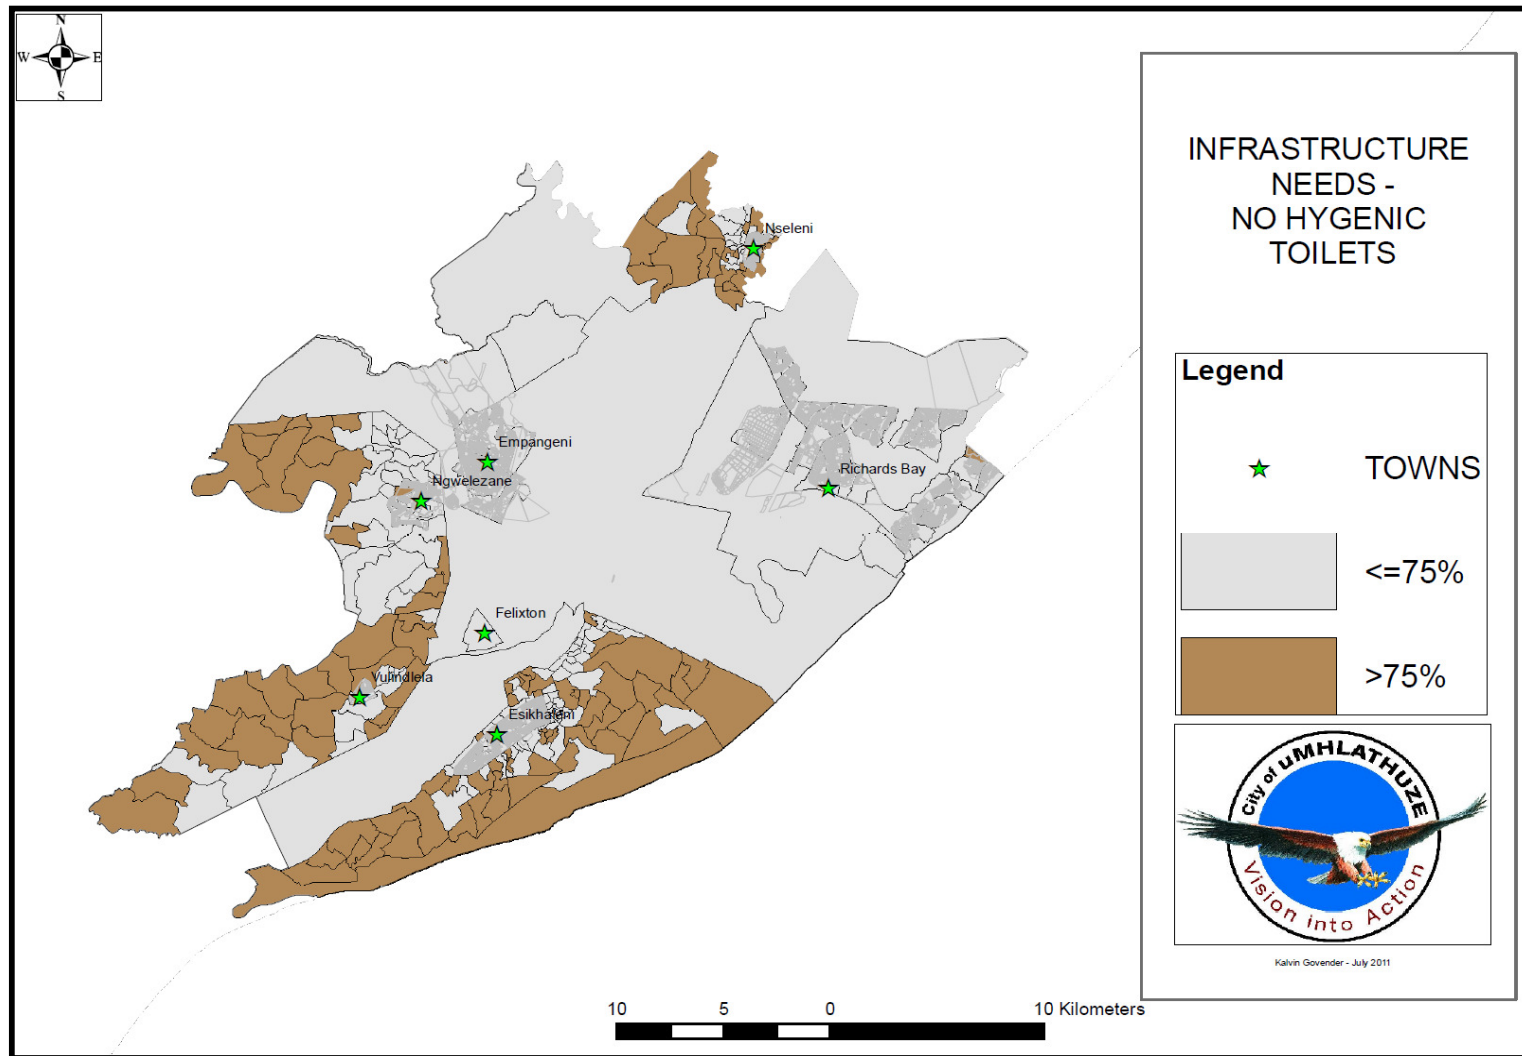 N
W E
S
INFRASTRUCTURE
NEEDS -
NO HYGENIC
TOILETS
Nseleni
Legend
Empangeni
Richards Bay
TOWNS
Ngwelezane
<=75%
Felixton
Vulindlela
>75%
Esikhaleni
City of uMHLATHUZE
Vision into Action
Kalvin Govender - July 2011
10 5 0 10 Kilometers